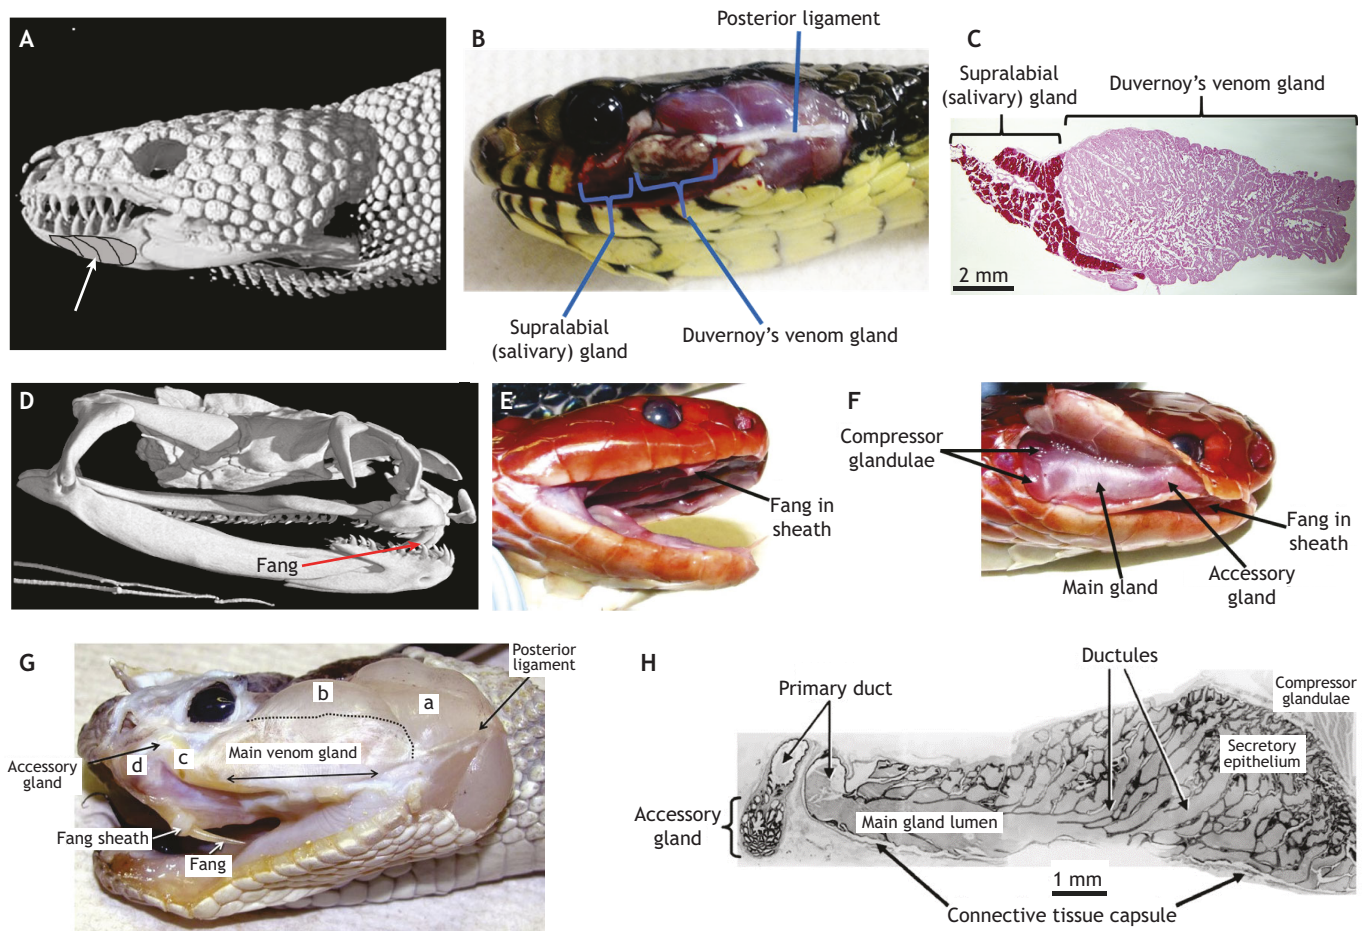 A
B
Posterior ligament
Supralabial
(salivary) gland
Duvernoy's venom gland
C
Supralabial
(salivary) gland
Duvernoy's venom gland
2 mm
D
Fang
E
Fang in
sheath
F
Compressor
glandulae
Main gland
Accessory
gland
Fang in
sheath
G
Posterior
ligament
b
a
Main venom gland
c
d
Accessory
gland
Fang sheath
Fang
H
Primary duct
Ductules
Compressor
glandulae
Secretory
epithelium
Accessory
gland
Main gland lumen
1 mm
Connective tissue capsule